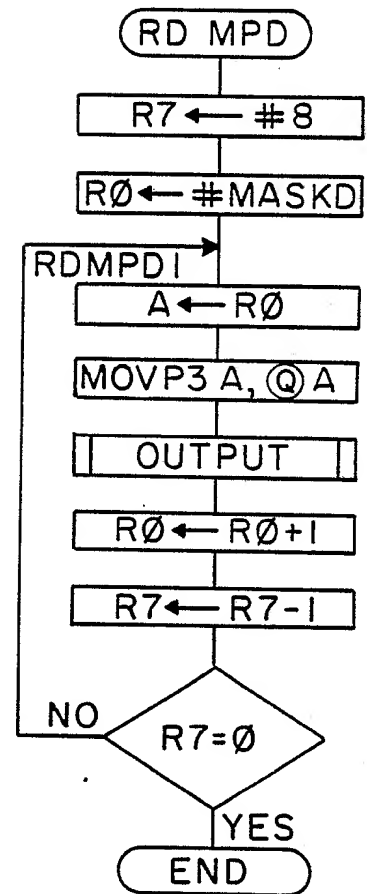 RD MPD
R7 ← #8
RØ ← #MASKD
RDMPD1
A ← RØ
MOVP3 A, Ⓠ A
OUTPUT
RØ ← RØ+1
R7 ← R7-1
NO
R7=Ø
YES
END